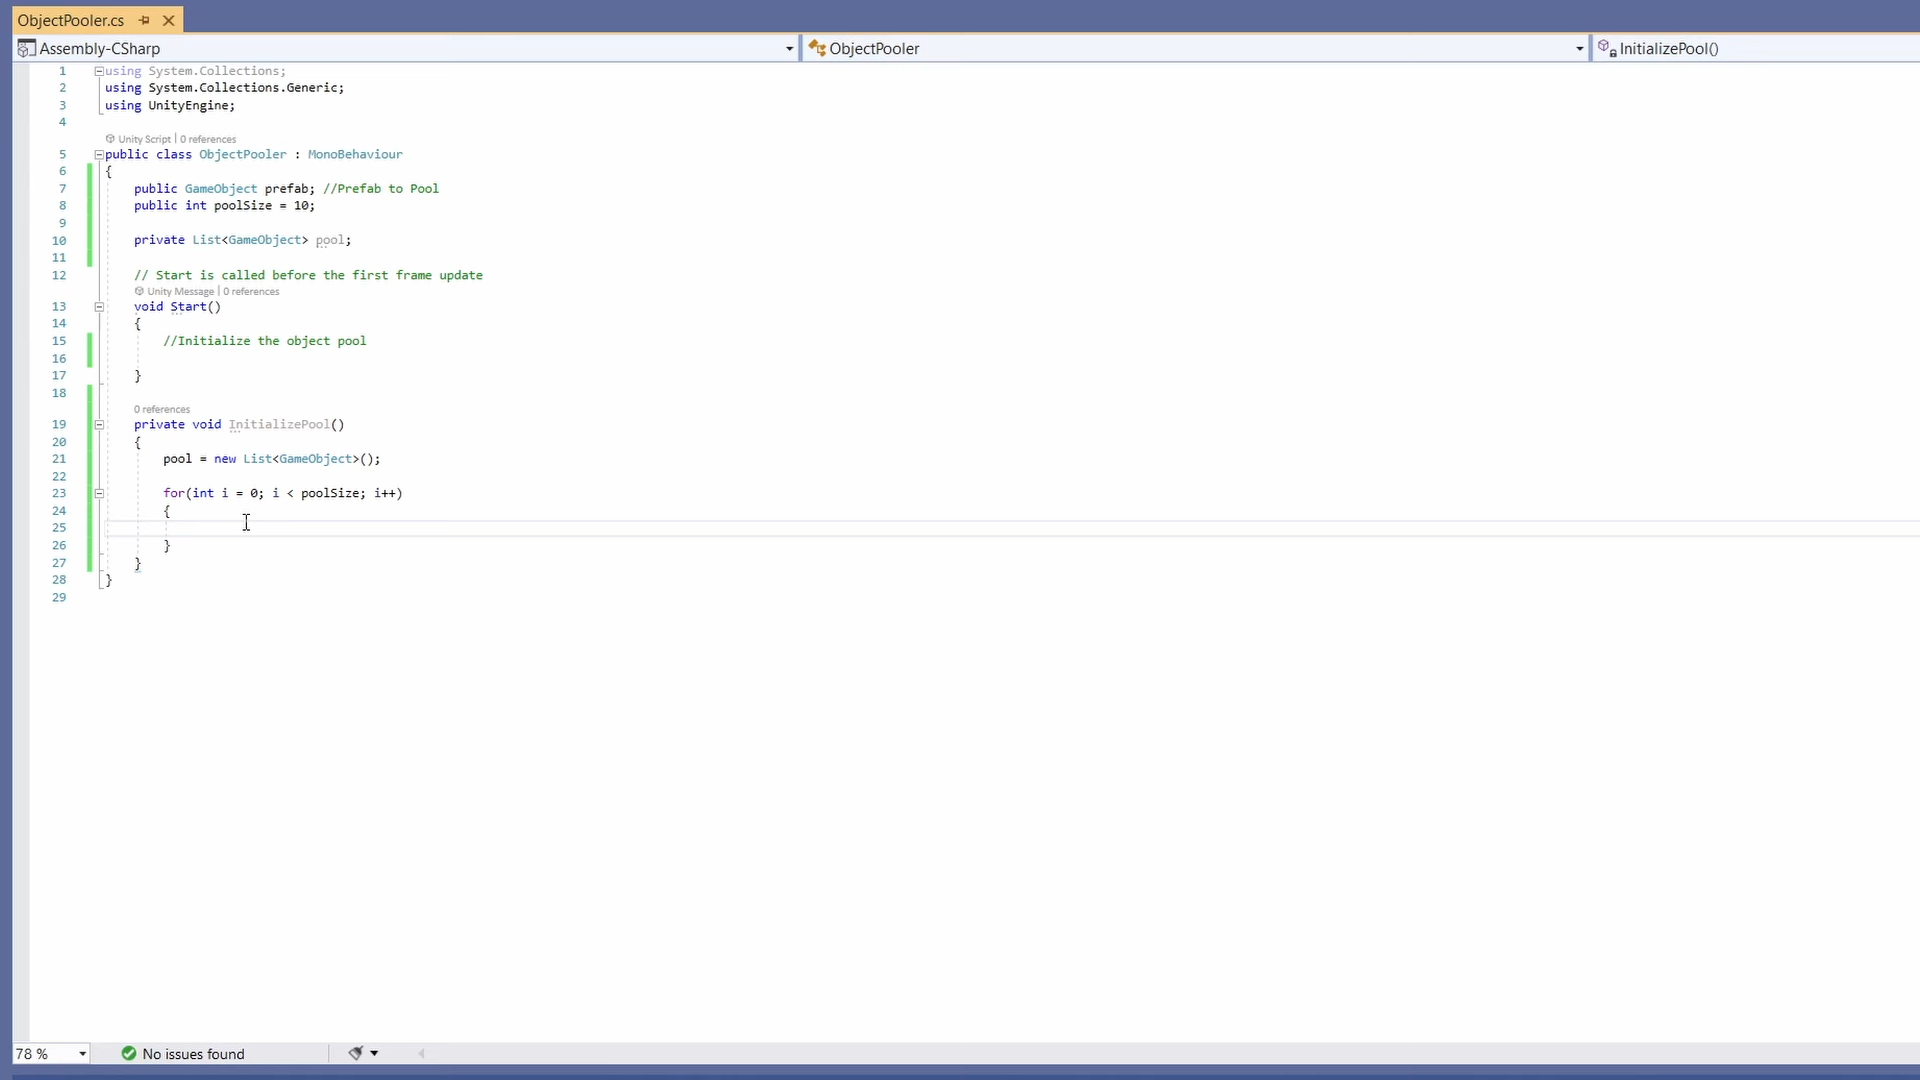 ObjectPooler.cs
Assembly-CSharp
ObjectPooler
InitializePool()
1 using System.Collections;
2 using System.Collections.Generic;
3 using UnityEngine;
4
Unity Script | 0 references
5 public class ObjectPooler : MonoBehaviour
6 {
7 public GameObject prefab; //Prefab to Pool
8 public int poolSize = 10;
9
10 private List<GameObject> pool;
11
12 // Start is called before the first frame update
Unity Message | 0 references
13 void Start()
14 {
15 //Initialize the object pool
16
17 }
18
0 references
19 private void InitializePool()
20 {
21 pool = new List<GameObject>();
22
23 for(int i = 0; i < poolSize; i++)
24 {
25
26 }
27 }
28 }
29
78 %
No issues found